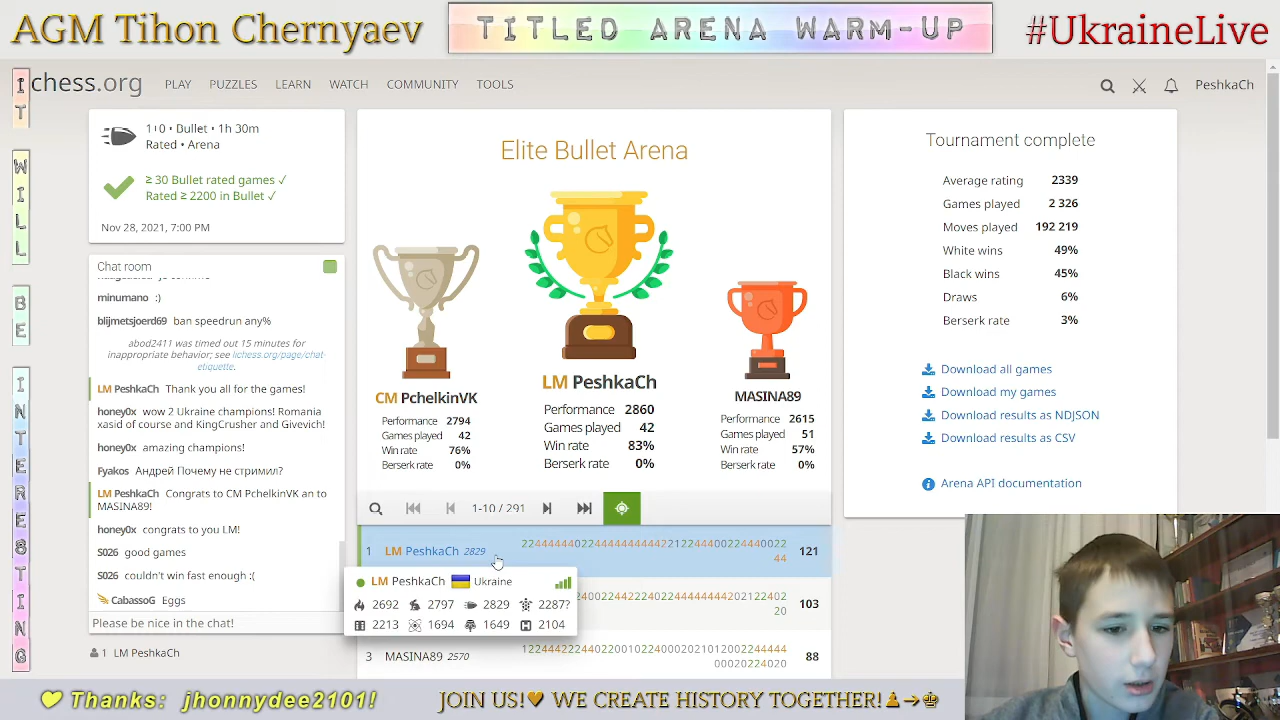 AGM Tihon Chernyaev
TITLED ARENA WARM-UP
#UkraineLive
IT
WILL
BE
INTERESTING
chess.org
PLAY PUZZLES LEARN WATCH COMMUNITY TOOLS
PeshkaCh
1+0 • Bullet • 1h 30m
Rated • Arena
≥ 30 Bullet rated games ✓
Rated ≥ 2200 in Bullet ✓
Nov 28, 2021, 7:00 PM
Chat room
minumano :)
blijmetsjoerd69 ban speedrun any%
abod2411 was timed out 15 minutes for
inappropriate behavior; see lichess.org/page/chat-
etiquette.
LM PeshkaCh Thank you all for the games!
honey0x wow 2 Ukraine champions! Romania
xasid of course and KingCrusher and Givevich!
honey0x amazing champions!
Fyakos Андрей Почему не стримил?
LM PeshkaCh Congrats to CM PchelkinVK an to
MASINA89!
honey0x congrats to you LM!
S026 good games
S026 couldn't win fast enough :(
CabassoG Eggs
Please be nice in the chat!
1 LM PeshkaCh
Elite Bullet Arena
CM PchelkinVK
Performance 2794
Games played 42
Win rate 76%
Berserk rate 0%
LM PeshkaCh
Performance 2860
Games played 42
Win rate 83%
Berserk rate 0%
MASINA89
Performance 2615
Games played 51
Win rate 57%
Berserk rate 0%
1-10 / 291
1 LM PeshkaCh 2829
121
LM PeshkaCh Ukraine
2692 2797 2829 2287?
2213 1694 1649 2104
103
3 MASINA89 2570
88
Tournament complete
Average rating 2339
Games played 2 326
Moves played 192 219
White wins 49%
Black wins 45%
Draws 6%
Berserk rate 3%
Download all games
Download my games
Download results as NDJSON
Download results as CSV
Arena API documentation
Thanks: jhonnydee2101!
JOIN US! WE CREATE HISTORY TOGETHER!